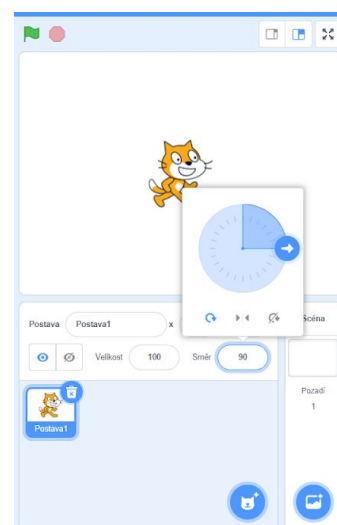 Postava Postava1 x Scéna
Velikost 100 Směr 90
Postava1
Pozadí
1